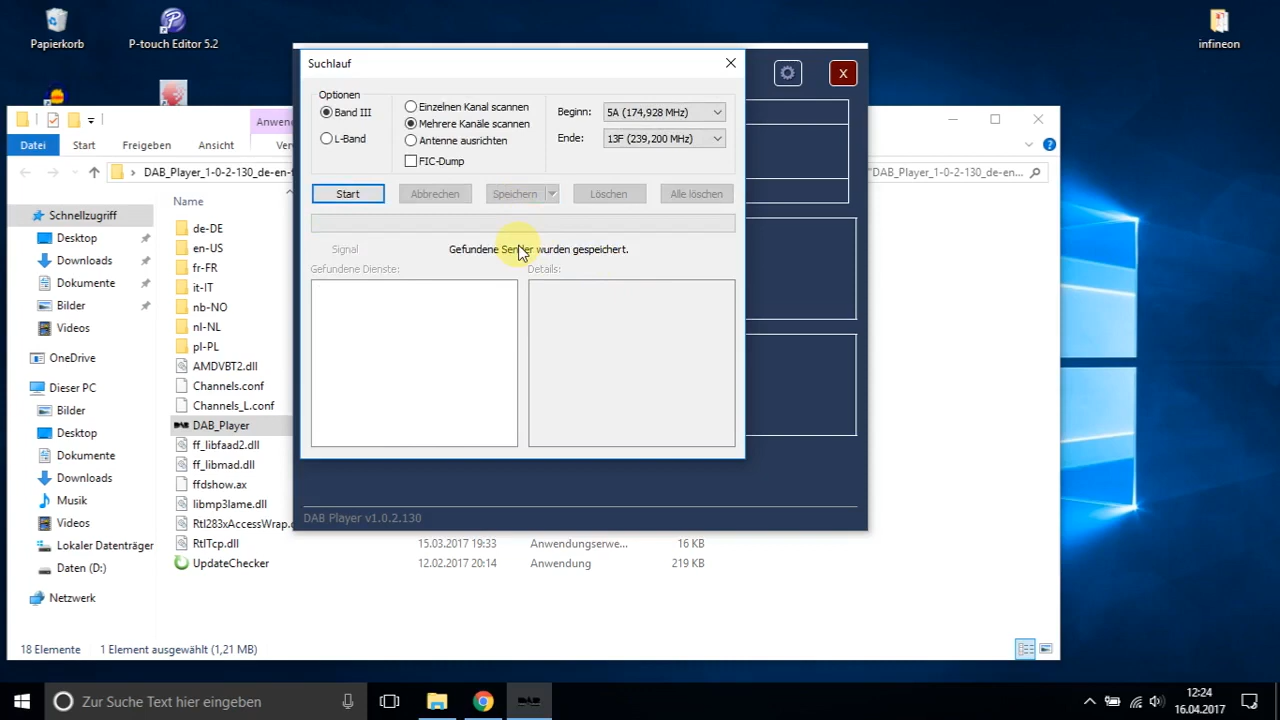 Papierkorb
P-touch Editor 5.2
infineon
Suchlauf
X
Optionen
Band III
L-Band
Einzelnen Kanal scannen
Mehrere Kanäle scannen
Antenne ausrichten
FIC-Dump
Beginn: 5A (174,928 MHz)
Ende: 13F (239,200 MHz)
Start
Abbrechen
Speichern
Löschen
Alle löschen
Signal
Gefundene Sender wurden gespeichert.
Gefundene Dienste:
Details:
DAB Player v1.0.2.130
Anwen
Datei
Start
Freigeben
Ansicht
Ver
DAB_Player_1-0-2-130_de-en-
"DAB_Player_1-0-2-130_de-en...
Schnellzugriff
Desktop
Downloads
Dokumente
Bilder
Videos
OneDrive
Dieser PC
Bilder
Desktop
Dokumente
Downloads
Musik
Videos
Lokaler Datenträger
Daten (D:)
Netzwerk
Name
de-DE
en-US
fr-FR
it-IT
nb-NO
nl-NL
pl-PL
AMDVBT2.dll
Channels.conf
Channels_L.conf
DAB_Player
ff_libfaad2.dll
ff_libmad.dll
ffdshow.ax
libmp3lame.dll
Rtl283xAccessWrap.
RtlTcp.dll 15.03.2017 19:33 Anwendungserwe... 16 KB
UpdateChecker 12.02.2017 20:14 Anwendung 219 KB
18 Elemente
1 Element ausgewählt (1,21 MB)
Zur Suche Text hier eingeben
12:24
16.04.2017